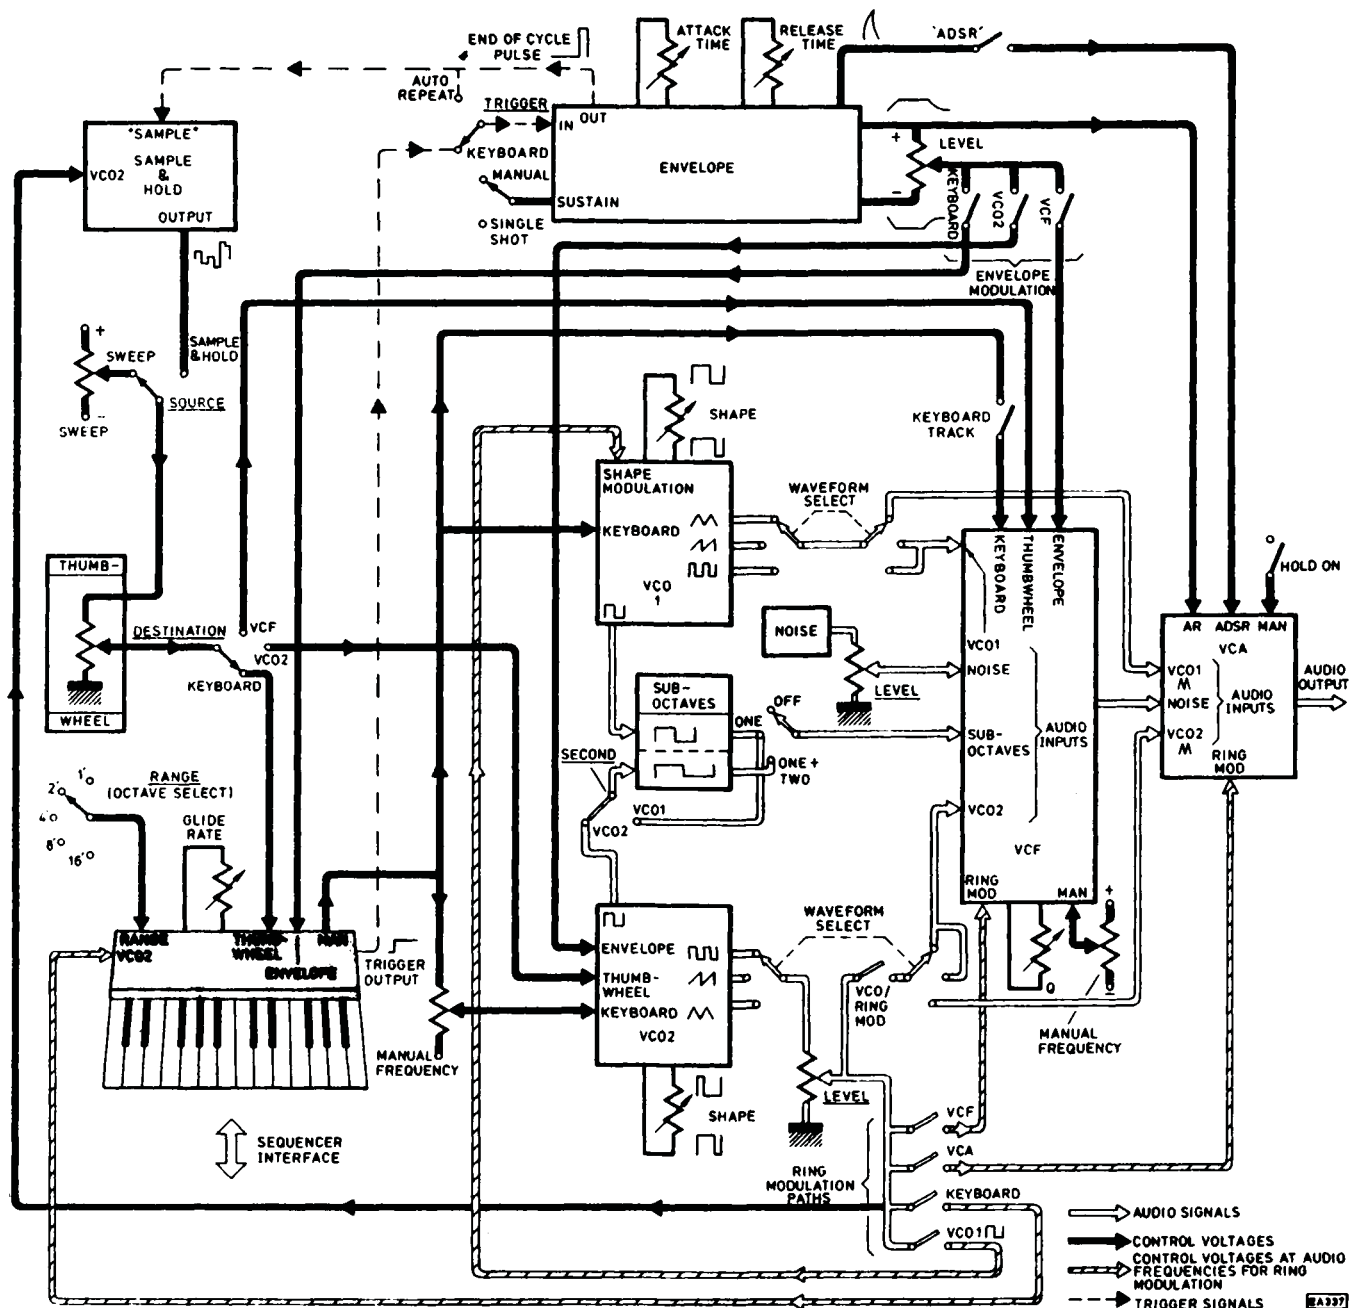 END OF CYCLE
PULSE
ATTACK
TIME
RELEASE
TIME
'ADSR'
AUTO
REPEAT
TRIGGER
IN OUT
KEYBOARD
MANUAL
SUSTAIN
SINGLE
SHOT
ENVELOPE
+
LEVEL
-
KEYBOARD
VCO2
VCF
ENVELOPE
MODULATION
"SAMPLE"
SAMPLE
&
HOLD
VCO2
OUTPUT
+
SWEEP
-
SWEEP
SAMPLE
& HOLD
SOURCE
SHAPE
KEYBOARD
TRACK
SHAPE
MODULATION
KEYBOARD
VCO
1
WAVEFORM
SELECT
KEYBOARD
THUMBWHEEL
ENVELOPE
HOLD ON
THUMB-
WHEEL
DESTINATION
VCF
VCO2
KEYBOARD
NOISE
LEVEL
VCO1
NOISE
SUB-
OCTAVES
AUDIO
INPUTS
VCO2
VCF
RING
MOD
MAN
AR ADSR MAN
VCA
VCO1
NOISE
VCO2
AUDIO
INPUTS
RING
MOD
AUDIO
OUTPUT
SUB-
OCTAVES
ONE
OFF
ONE +
TWO
SECOND
VCO1
VCO2
RANGE
(OCTAVE SELECT)
1'
2'
4'
8'
16'
GLIDE
RATE
RANGE
VCO2
THUMB-
WHEEL
ENVELOPE
MAN
TRIGGER
OUTPUT
MANUAL
FREQUENCY
ENVELOPE
THUMB-
WHEEL
KEYBOARD
VCO2
SHAPE
WAVEFORM
SELECT
VCO/
RING
MOD
LEVEL
Q
+
-
MANUAL
FREQUENCY
SEQUENCER
INTERFACE
RING
MODULATION
PATHS
VCF
VCA
KEYBOARD
VCO1
AUDIO SIGNALS
CONTROL VOLTAGES
CONTROL VOLTAGES AT AUDIO
FREQUENCIES FOR RING
MODULATION
TRIGGER SIGNALS
EA337